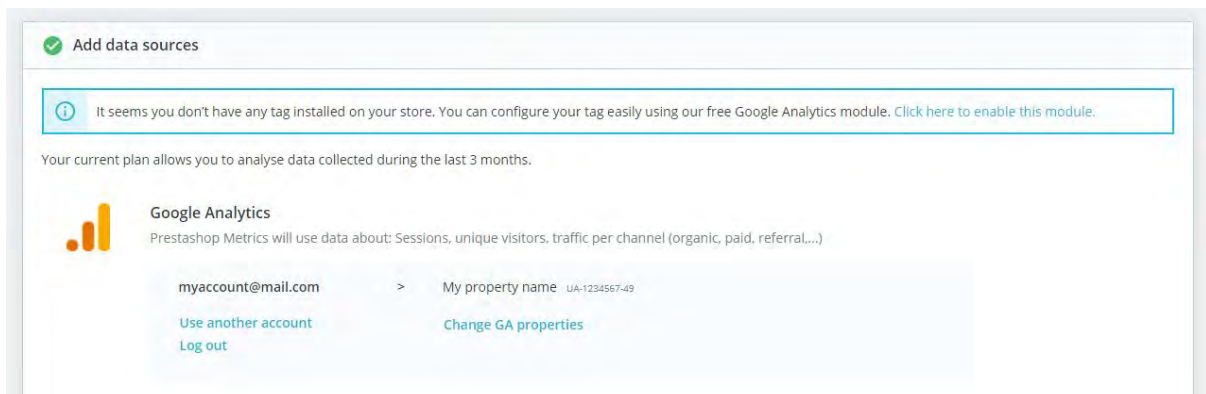 Add data sources
It seems you don't have any tag installed on your store. You can configure your tag easily using our free Google Analytics module. Click here to enable this module.
Your current plan allows you to analyse data collected during the last 3 months.
Google Analytics
Prestashop Metrics will use data about: Sessions, unique visitors, traffic per channel (organic, paid, referral,...)
myaccount@mail.com > My property name UA-1234567-49
Use another account Change GA properties
Log out